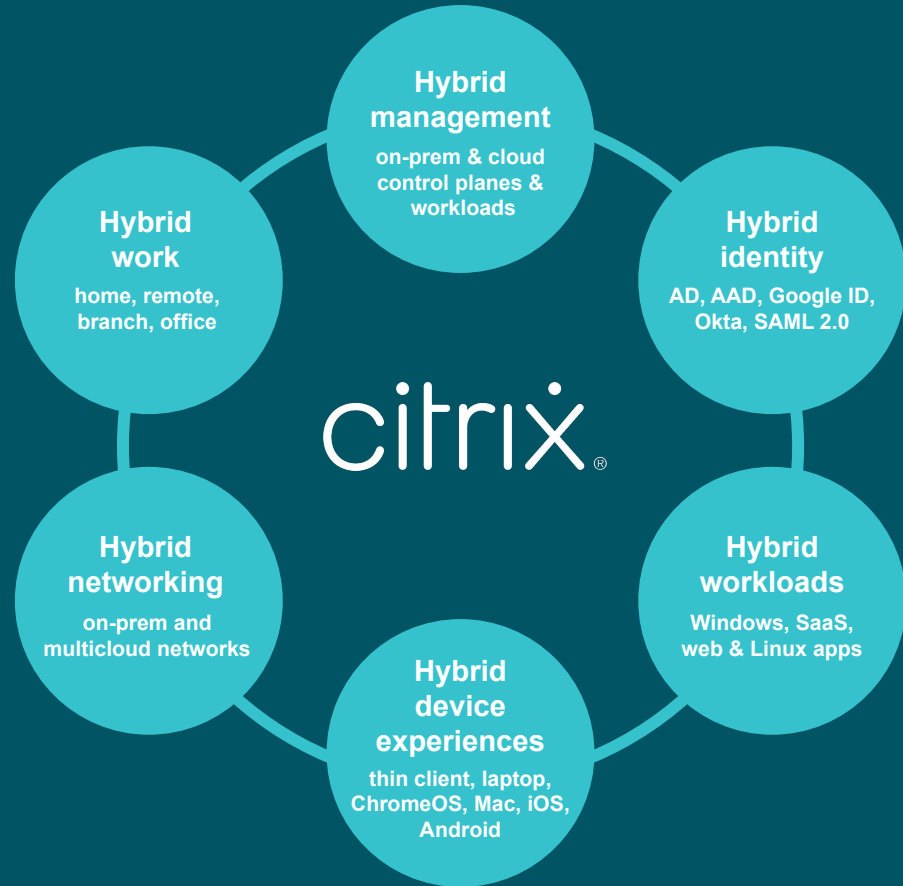 Hybrid
management
on-prem & cloud
control planes &
workloads
Hybrid
work
home, remote,
branch, office
Hybrid
identity
AD, AAD, Google ID,
Okta, SAML 2.0
citrix®
Hybrid
networking
on-prem and
multicloud networks
Hybrid
workloads
Windows, SaaS,
web & Linux apps
Hybrid
device
experiences
thin client, laptop,
ChromeOS, Mac, iOS,
Android